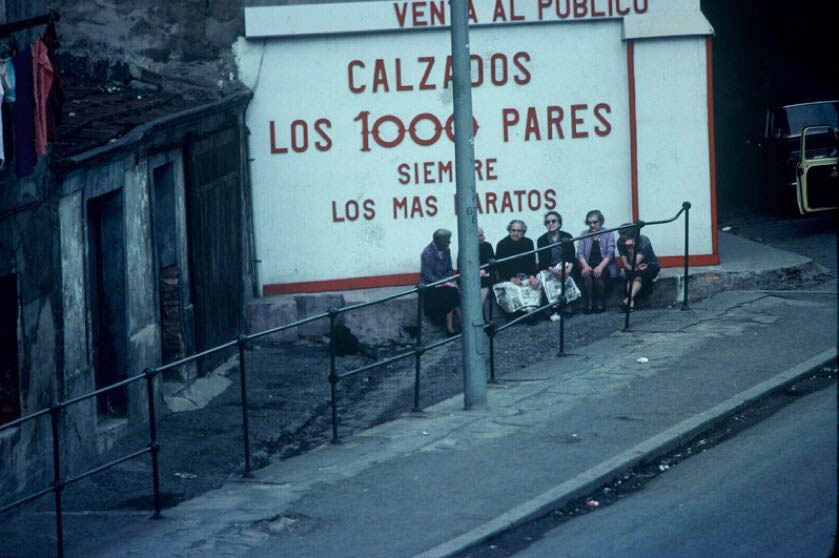 VENTA AL PUBLICO
CALZADOS
LOS 1000 PARES
SIEMPRE
LOS MAS BARATOS